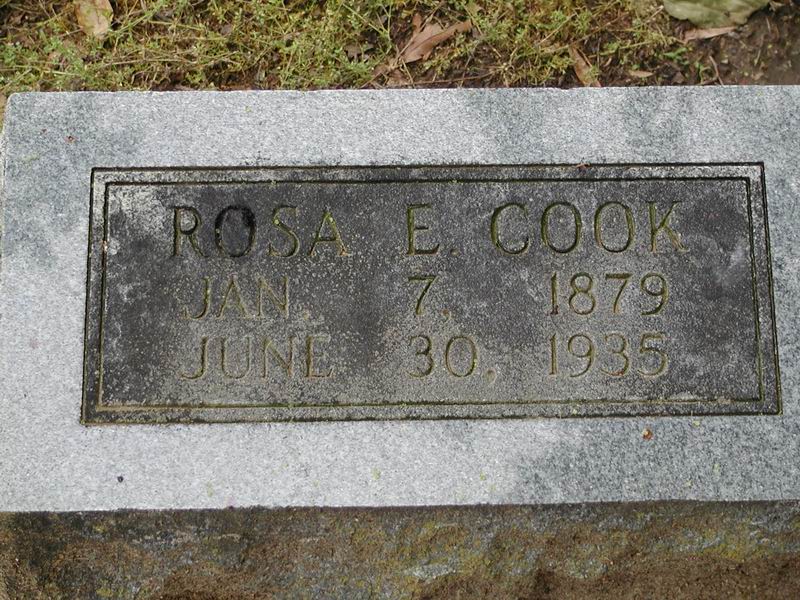 ROSA E. COOK
JAN. 7, 1879
JUNE 30, 1935